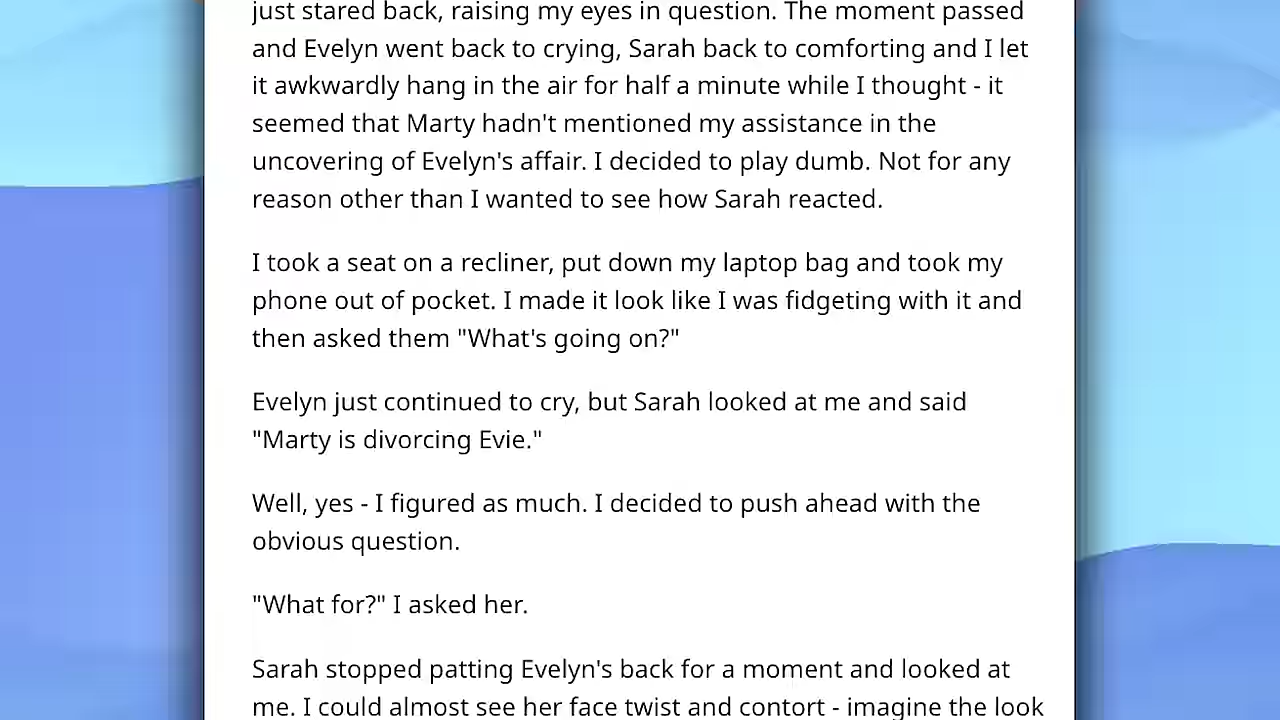 just stared back, raising my eyes in question. The moment passed
and Evelyn went back to crying, Sarah back to comforting and I let
it awkwardly hang in the air for half a minute while I thought - it
seemed that Marty hadn't mentioned my assistance in the
uncovering of Evelyn's affair. I decided to play dumb. Not for any
reason other than I wanted to see how Sarah reacted.
I took a seat on a recliner, put down my laptop bag and took my
phone out of pocket. I made it look like I was fidgeting with it and
then asked them "What's going on?"
Evelyn just continued to cry, but Sarah looked at me and said
"Marty is divorcing Evie."
Well, yes - I figured as much. I decided to push ahead with the
obvious question.
"What for?" I asked her.
Sarah stopped patting Evelyn's back for a moment and looked at
me. I could almost see her face twist and contort - imagine the look